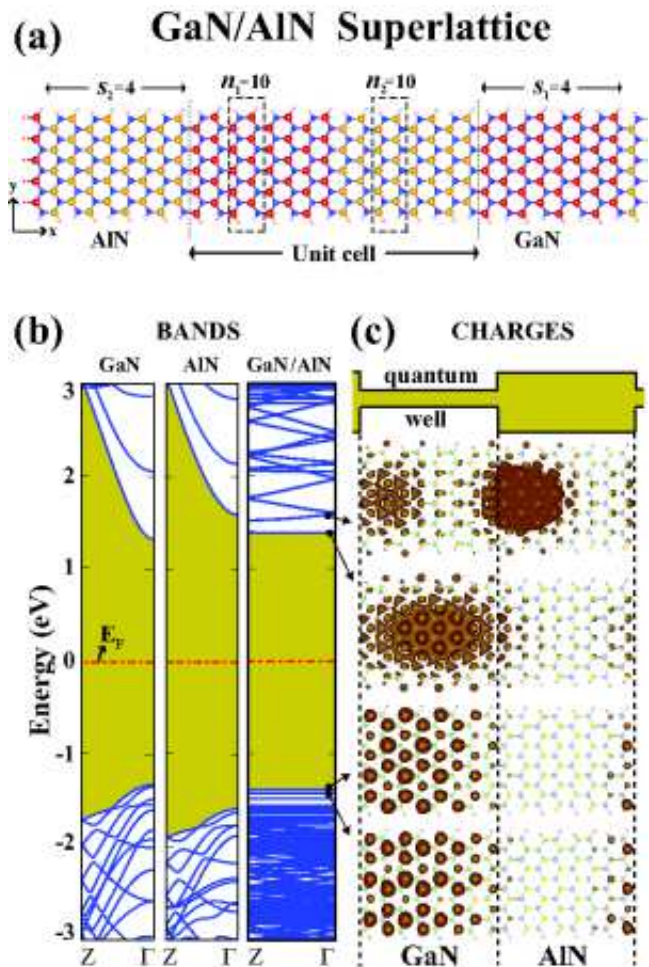 GaN/AlN Superlattice
(a)
s₂=4
n₁=10
n₂=10
s₁=4
y
x
AlN
Unit cell
GaN
(b) BANDS
(c) CHARGES
GaN AlN GaN/AlN
quantum
well
3
2
1
0
-1
-2
-3
Energy (eV)
E_F
Z Γ Z Γ Z Γ
GaN AlN